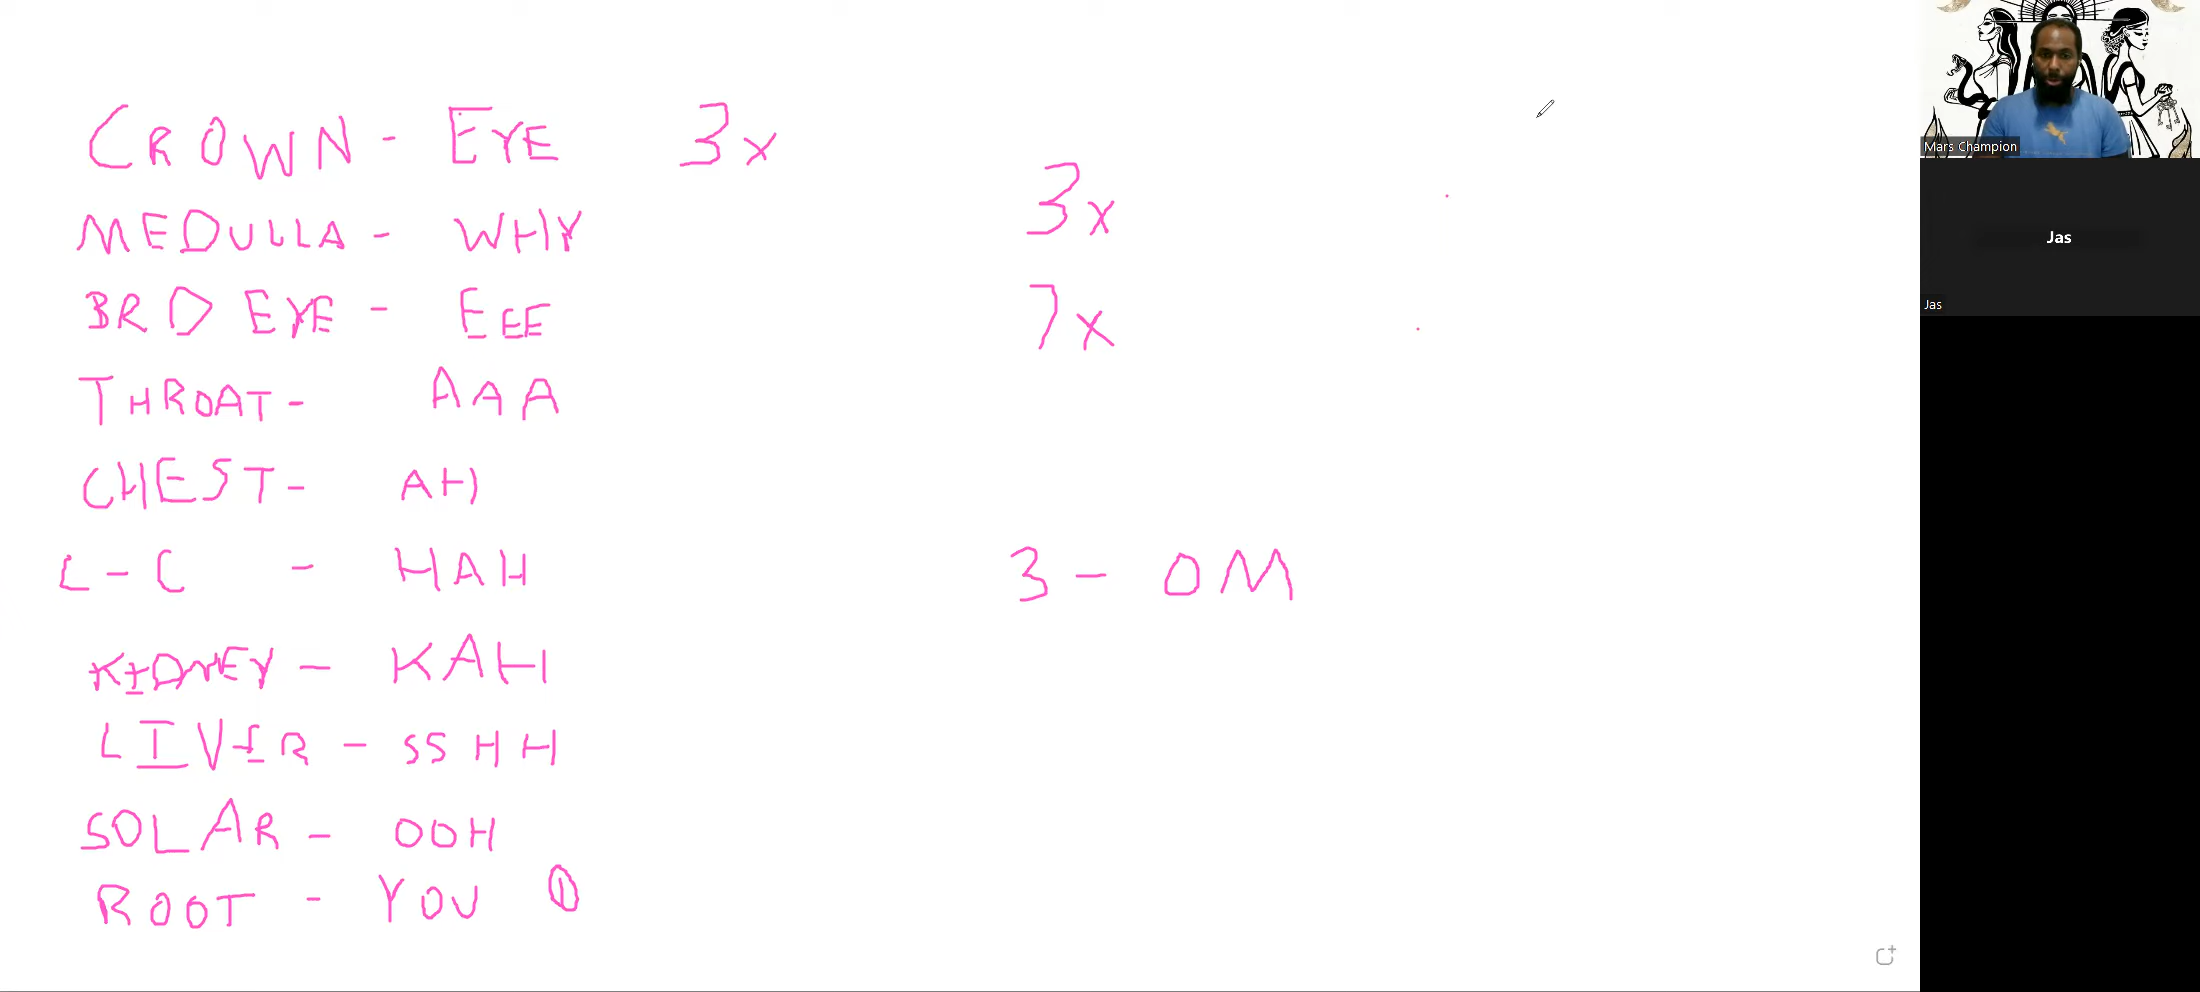 CROWN - EYE 3x
MEDULLA - WHY
3x
3RD EYE - EEE
7x
THROAT - AAA
CHEST - AH
L-C - HAH
3 - OM
KIDNEY - KAH
LIVER - SSHH
SOLAR - OOH
ROOT - YOU ①
Mars Champion
Jas
Jas